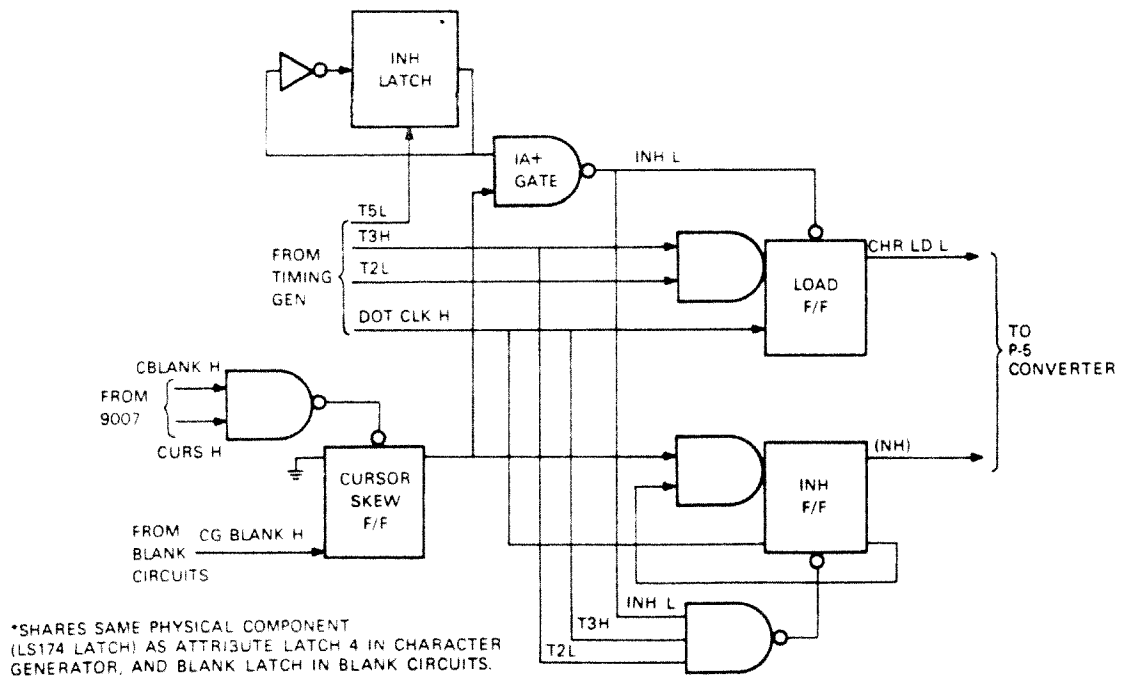 *
INH
LATCH
IA+
GATE
INH L
T5L
T3H
T2L
DOT CLK H
FROM
TIMING
GEN
CHR LD L
LOAD
F/F
TO
P-5
CONVERTER
CBLANK H
FROM
9007
CURS H
CURSOR
SKEW
F/F
FROM
BLANK
CIRCUITS
CG BLANK H
(NH)
INH
F/F
INH L
T3H
T2L
*SHARES SAME PHYSICAL COMPONENT
(LS174 LATCH) AS ATTRIBUTE LATCH 4 IN CHARACTER
GENERATOR, AND BLANK LATCH IN BLANK CIRCUITS.